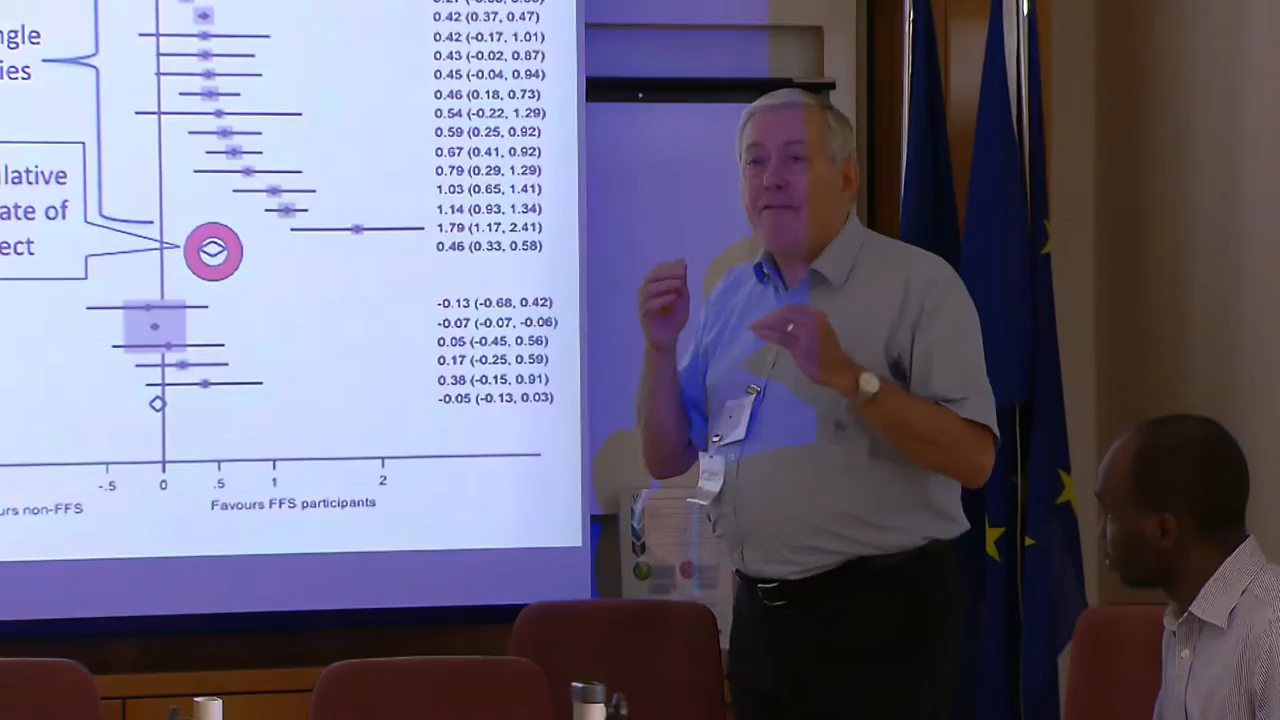 0.42 (0.37, 0.47)
0.42 (-0.17, 1.01)
0.43 (-0.02, 0.87)
0.45 (-0.04, 0.94)
0.46 (0.18, 0.73)
0.54 (-0.22, 1.29)
0.59 (0.25, 0.92)
0.67 (0.41, 0.92)
0.79 (0.29, 1.29)
1.03 (0.65, 1.41)
1.14 (0.93, 1.34)
1.79 (1.17, 2.41)
0.46 (0.33, 0.58)
ngle
ies
lative
ate of
ect
-0.13 (-0.68, 0.42)
-0.07 (-0.07, -0.06)
0.05 (-0.45, 0.56)
0.17 (-0.25, 0.59)
0.38 (-0.15, 0.91)
-0.05 (-0.13, 0.03)
-.5 0 .5 1 2
urs non-FFS Favours FFS participants